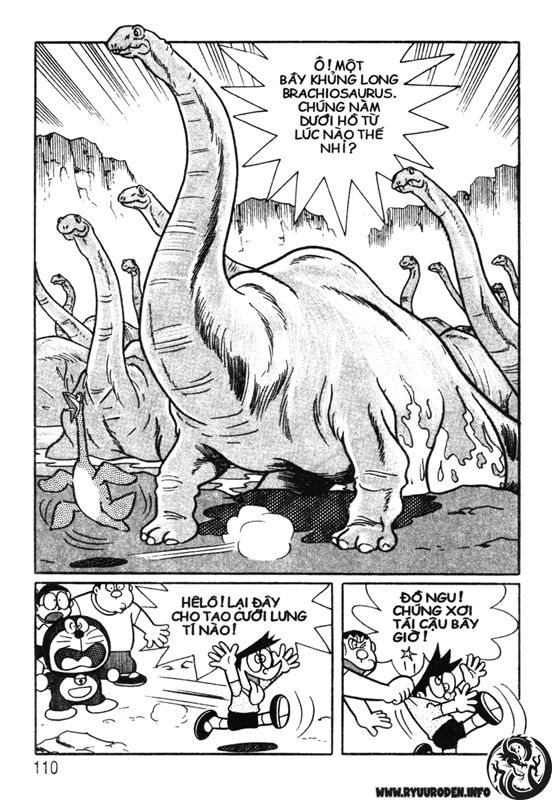 Ô! MỘT
BẦY KHỦNG LONG
BRACHIOSAURUS.
CHÚNG NẰM
DƯỚI HỒ TỪ
LÚC NÀO THẾ
NHỈ?
HÊLÔ! LẠI ĐÂY
CHO TAO CƯỠI LƯNG
TÍ NÀO!
ĐỒ NGU!
CHÚNG XƠI
TÁI CẬU BÂY
GIỜ!
110
WWW.RYUURODEN.INFO